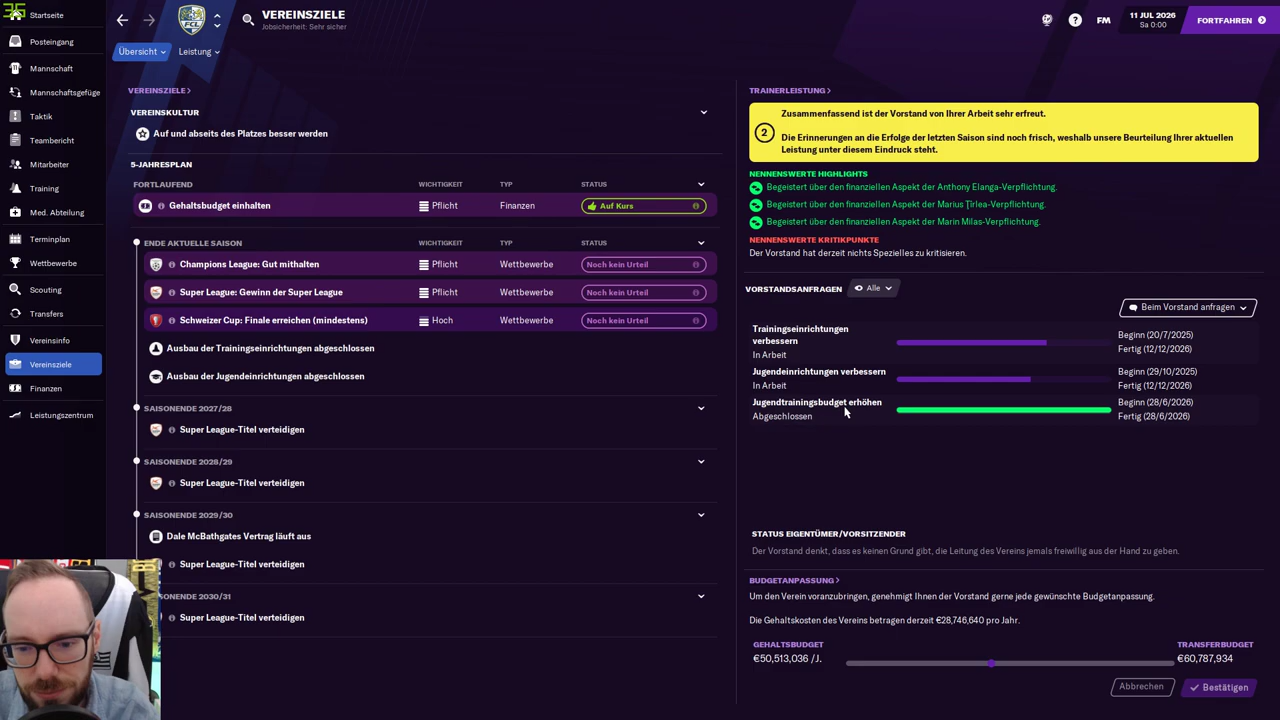 Startseite
Posteingang
Mannschaft
Mannschaftsgefüge
Taktik
Teambericht
Mitarbeiter
Training
Med. Abteilung
Terminplan
Wettbewerbe
Scouting
Transfers
Vereinsinfo
Vereinsziele
Finanzen
Leistungszentrum
FCL
VEREINSZIELE
Jobsicherheit: Sehr sicher
FM
11 JUL 2026
Sa 0:00
FORTFAHREN
Übersicht
Leistung
VEREINSZIELE
VEREINSKULTUR
Auf und abseits des Platzes besser werden
5-JAHRESPLAN
FORTLAUFEND WICHTIGKEIT TYP STATUS
Gehaltsbudget einhalten Pflicht Finanzen Auf Kurs
ENDE AKTUELLE SAISON WICHTIGKEIT TYP STATUS
Champions League: Gut mithalten Pflicht Wettbewerbe Noch kein Urteil
Super League: Gewinn der Super League Pflicht Wettbewerbe Noch kein Urteil
Schweizer Cup: Finale erreichen (mindestens) Hoch Wettbewerbe Noch kein Urteil
Ausbau der Trainingseinrichtungen abgeschlossen
Ausbau der Jugendeinrichtungen abgeschlossen
SAISONENDE 2027/28
Super League-Titel verteidigen
SAISONENDE 2028/29
Super League-Titel verteidigen
SAISONENDE 2029/30
Dale McBathgates Vertrag läuft aus
Super League-Titel verteidigen
SONENDE 2030/31
Super League-Titel verteidigen
TRAINERLEISTUNG
2
Zusammenfassend ist der Vorstand von Ihrer Arbeit sehr erfreut.
Die Erinnerungen an die Erfolge der letzten Saison sind noch frisch, weshalb unsere Beurteilung Ihrer aktuellen
Leistung unter diesem Eindruck steht.
NENNENSWERTE HIGHLIGHTS
Begeistert über den finanziellen Aspekt der Anthony Elanga-Verpflichtung.
Begeistert über den finanziellen Aspekt der Marius Țîrlea-Verpflichtung.
Begeistert über den finanziellen Aspekt der Marin Milas-Verpflichtung.
NENNENSWERTE KRITIKPUNKTE
Der Vorstand hat derzeit nichts Spezielles zu kritisieren.
VORSTANDSANFRAGEN Alle
Beim Vorstand anfragen
Trainingseinrichtungen
verbessern
In Arbeit
Beginn (20/7/2025)
Fertig (12/12/2026)
Jugendeinrichtungen verbessern
In Arbeit
Beginn (29/10/2025)
Fertig (12/12/2026)
Jugendtrainingsbudget erhöhen
Abgeschlossen
Beginn (28/6/2026)
Fertig (28/6/2026)
STATUS EIGENTÜMER/VORSITZENDER
Der Vorstand denkt, dass es keinen Grund gibt, die Leitung des Vereins jemals freiwillig aus der Hand zu geben.
BUDGETANPASSUNG
Um den Verein voranzubringen, genehmigt Ihnen der Vorstand gerne jede gewünschte Budgetanpassung.
Die Gehaltskosten des Vereins betragen derzeit €28,746,640 pro Jahr.
GEHALTSBUDGET
€50,513,036 /J.
TRANSFERBUDGET
€60,787,934
Abbrechen
Bestätigen